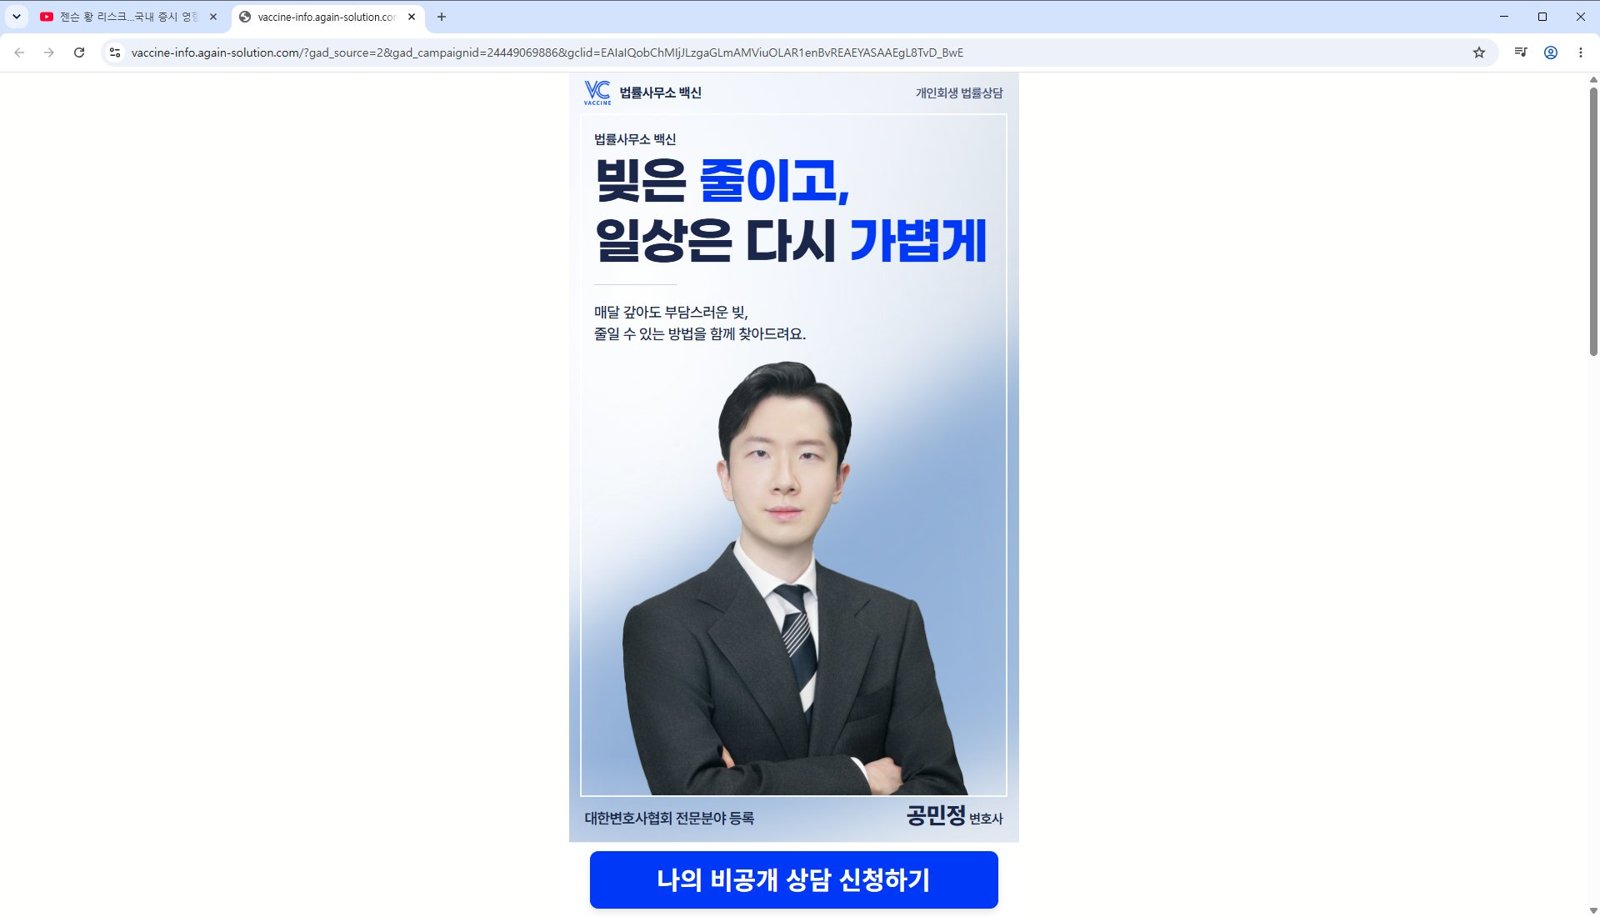 젠슨 황 리스크...국내 증시 영향
vaccine-info.again-solution.com
vaccine-info.again-solution.com/?gad_source=2&gad_campaignid=24449069886&gclid=EAIaIQobChMIjJLzgaGLmAMViuOLAR1enBvREAEYASAAEgL8TvD_BwE
VC
VACCINE
법률사무소 백신
개인회생 법률상담
법률사무소 백신
빚은 줄이고,
일상은 다시 가볍게
매달 갚아도 부담스러운 빚,
줄일 수 있는 방법을 함께 찾아드려요.
대한변호사협회 전문분야 등록
공민정 변호사
나의 비공개 상담 신청하기